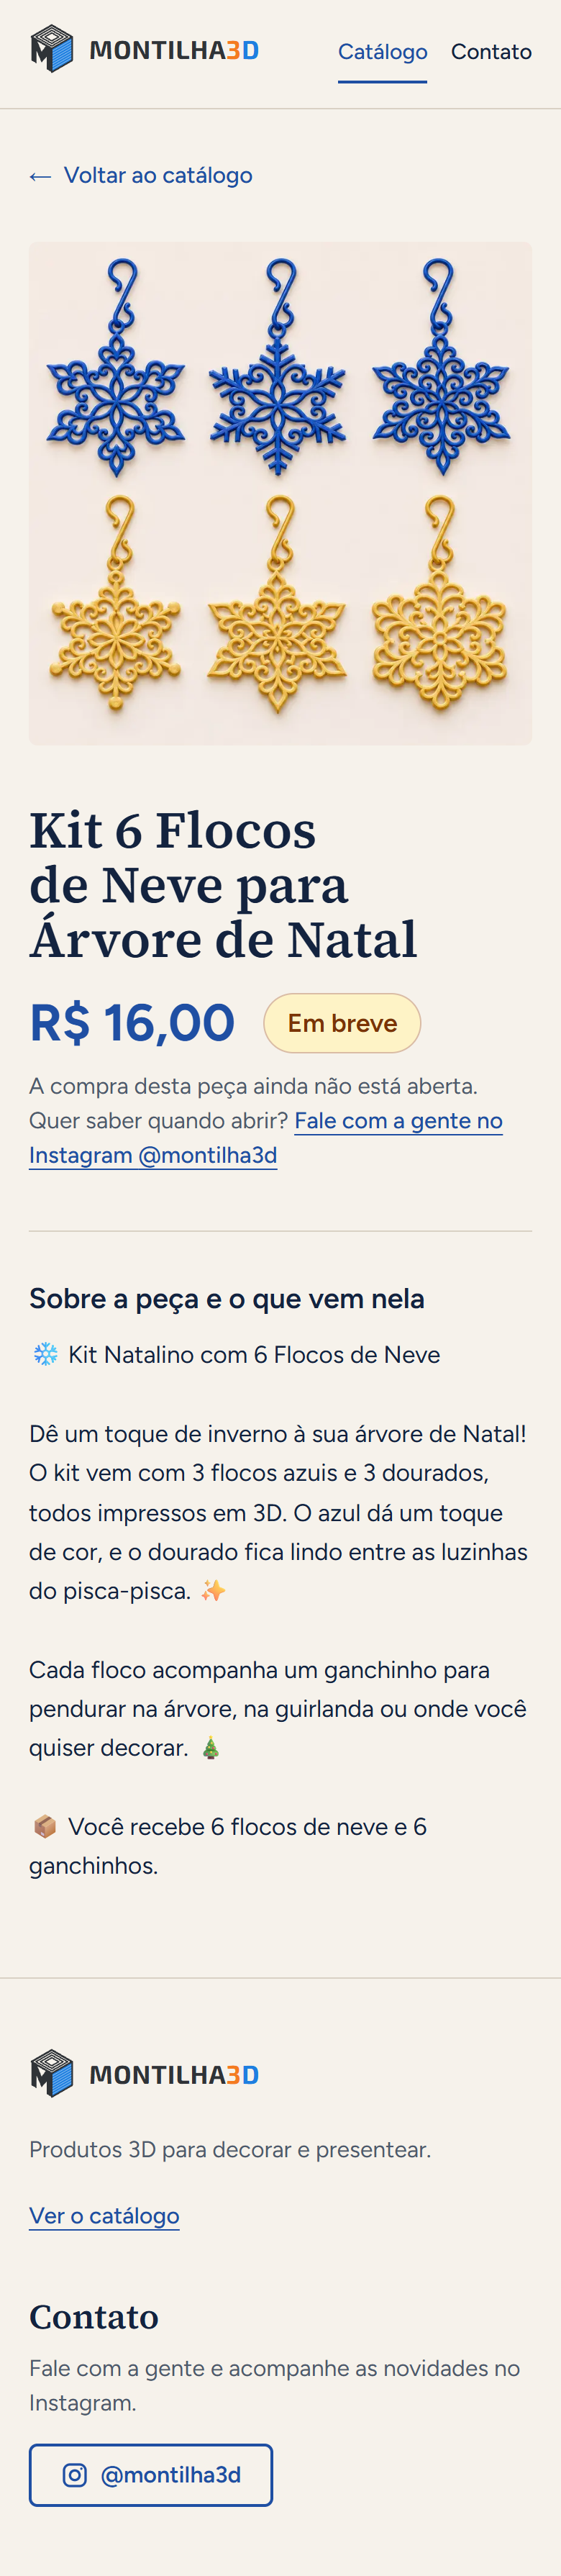 MONTILHA3D
Catálogo Contato
← Voltar ao catálogo
Kit 6 Flocos
de Neve para
Árvore de Natal
R$ 16,00 Em breve
A compra desta peça ainda não está aberta.
Quer saber quando abrir? Fale com a gente no
Instagram @montilha3d
Sobre a peça e o que vem nela
❄️ Kit Natalino com 6 Flocos de Neve
Dê um toque de inverno à sua árvore de Natal!
O kit vem com 3 flocos azuis e 3 dourados,
todos impressos em 3D. O azul dá um toque
de cor, e o dourado fica lindo entre as luzinhas
do pisca-pisca. ✨
Cada floco acompanha um ganchinho para
pendurar na árvore, na guirlanda ou onde você
quiser decorar. 🎄
📦 Você recebe 6 flocos de neve e 6
ganchinhos.
MONTILHA3D
Produtos 3D para decorar e presentear.
Ver o catálogo
Contato
Fale com a gente e acompanhe as novidades no
Instagram.
@montilha3d